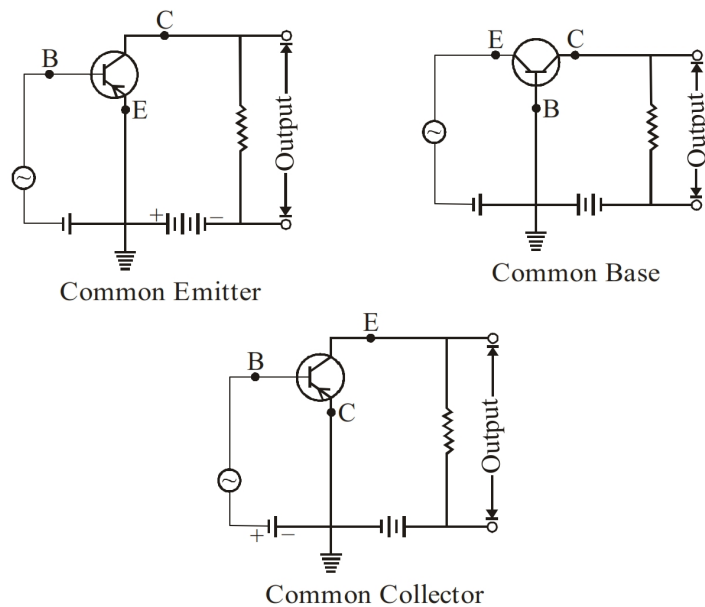 C
B
E
Output
+ −
Common Emitter
E
C
B
Output
Common Base
E
B
C
Output
+ −
Common Collector